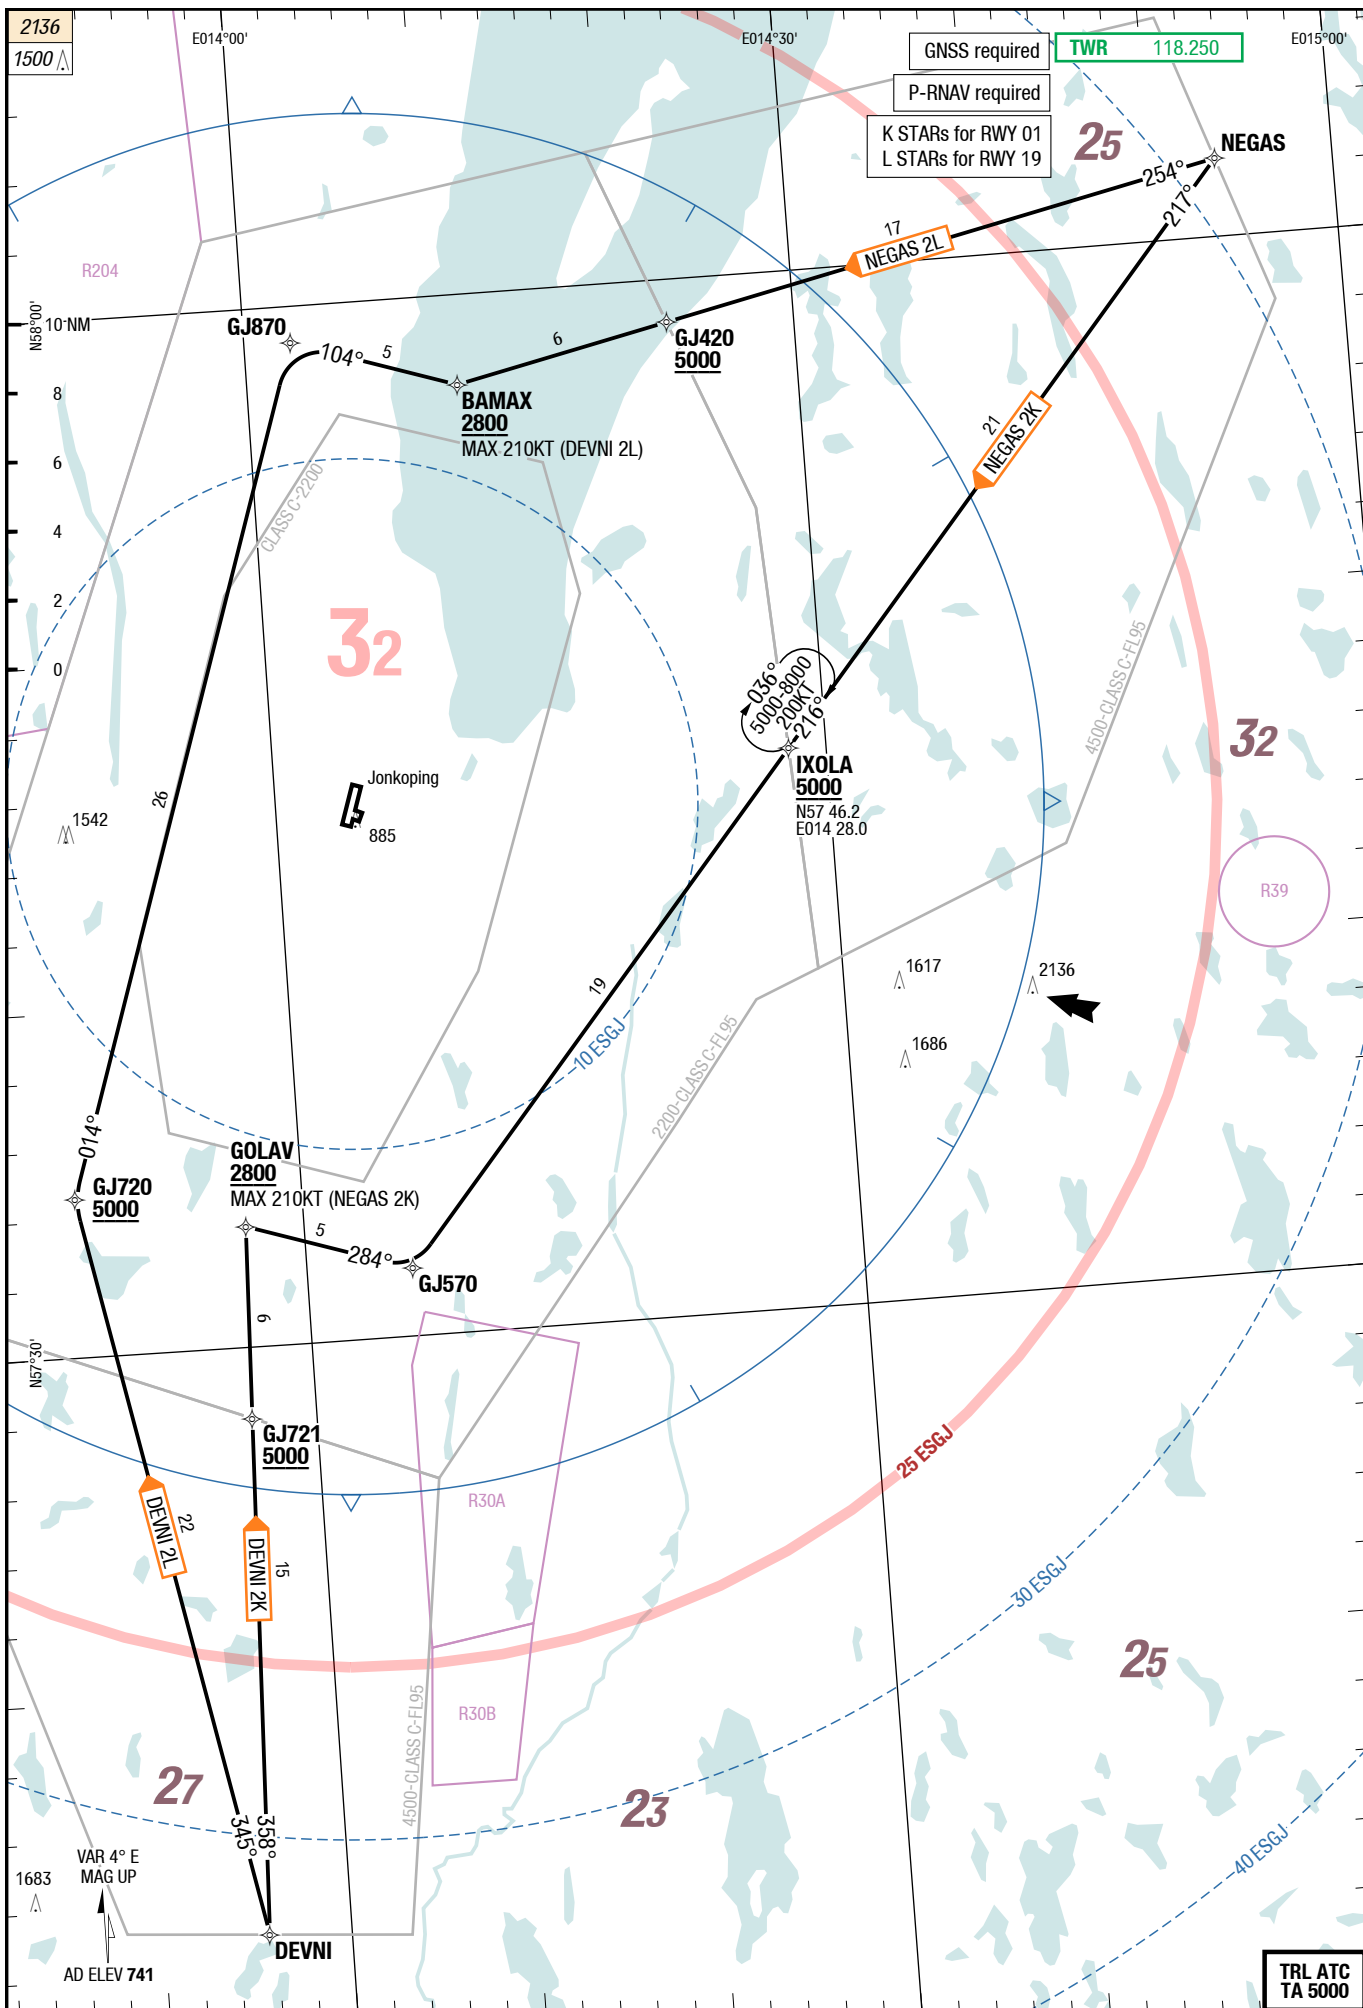 2136
1500
E014°00'
E014°30'
E015°00'
GNSS required
TWR 118.250
P-RNAV required
K STARs for RWY 01
L STARs for RWY 19
25
NEGAS
254°
217°
17
NEGAS 2L
R204
N58°00'
10 NM
8
6
4
2
0
GJ870
104°
5
6
GJ420
5000
BAMAX
2800
MAX 210KT (DEVNI 2L)
21
NEGAS 2K
CLASS C-2200
32
036°
5000-8000
200KT
216°
4500-CLASS C-FL95
32
IXOLA
5000
N57 46.2
E014 28.0
Jonkoping
885
26
1542
R39
1617
2136
1686
19
10 ESGJ
2200-CLASS C-FL95
014°
GJ720
5000
GOLAV
2800
MAX 210KT (NEGAS 2K)
5
284°
GJ570
6
N57°30'
GJ721
5000
25 ESGJ
R30A
22
DEVNI 2L
15
DEVNI 2K
30 ESGJ
25
4500-CLASS C-FL95
R30B
27
23
345°
358°
40 ESGJ
VAR 4° E
MAG UP
1683
DEVNI
AD ELEV 741
TRL ATC
TA 5000